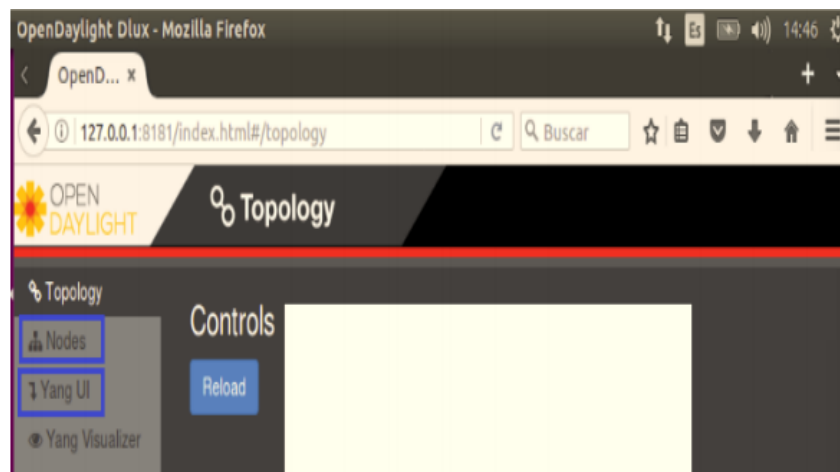 OpenDaylight Dlux - Mozilla Firefox
Es
14:46
OpenD... ×
127.0.0.1:8181/index.html#/topology
Buscar
OPEN
DAYLIGHT
Topology
Topology
Nodes
Yang UI
Yang Visualizer
Controls
Reload